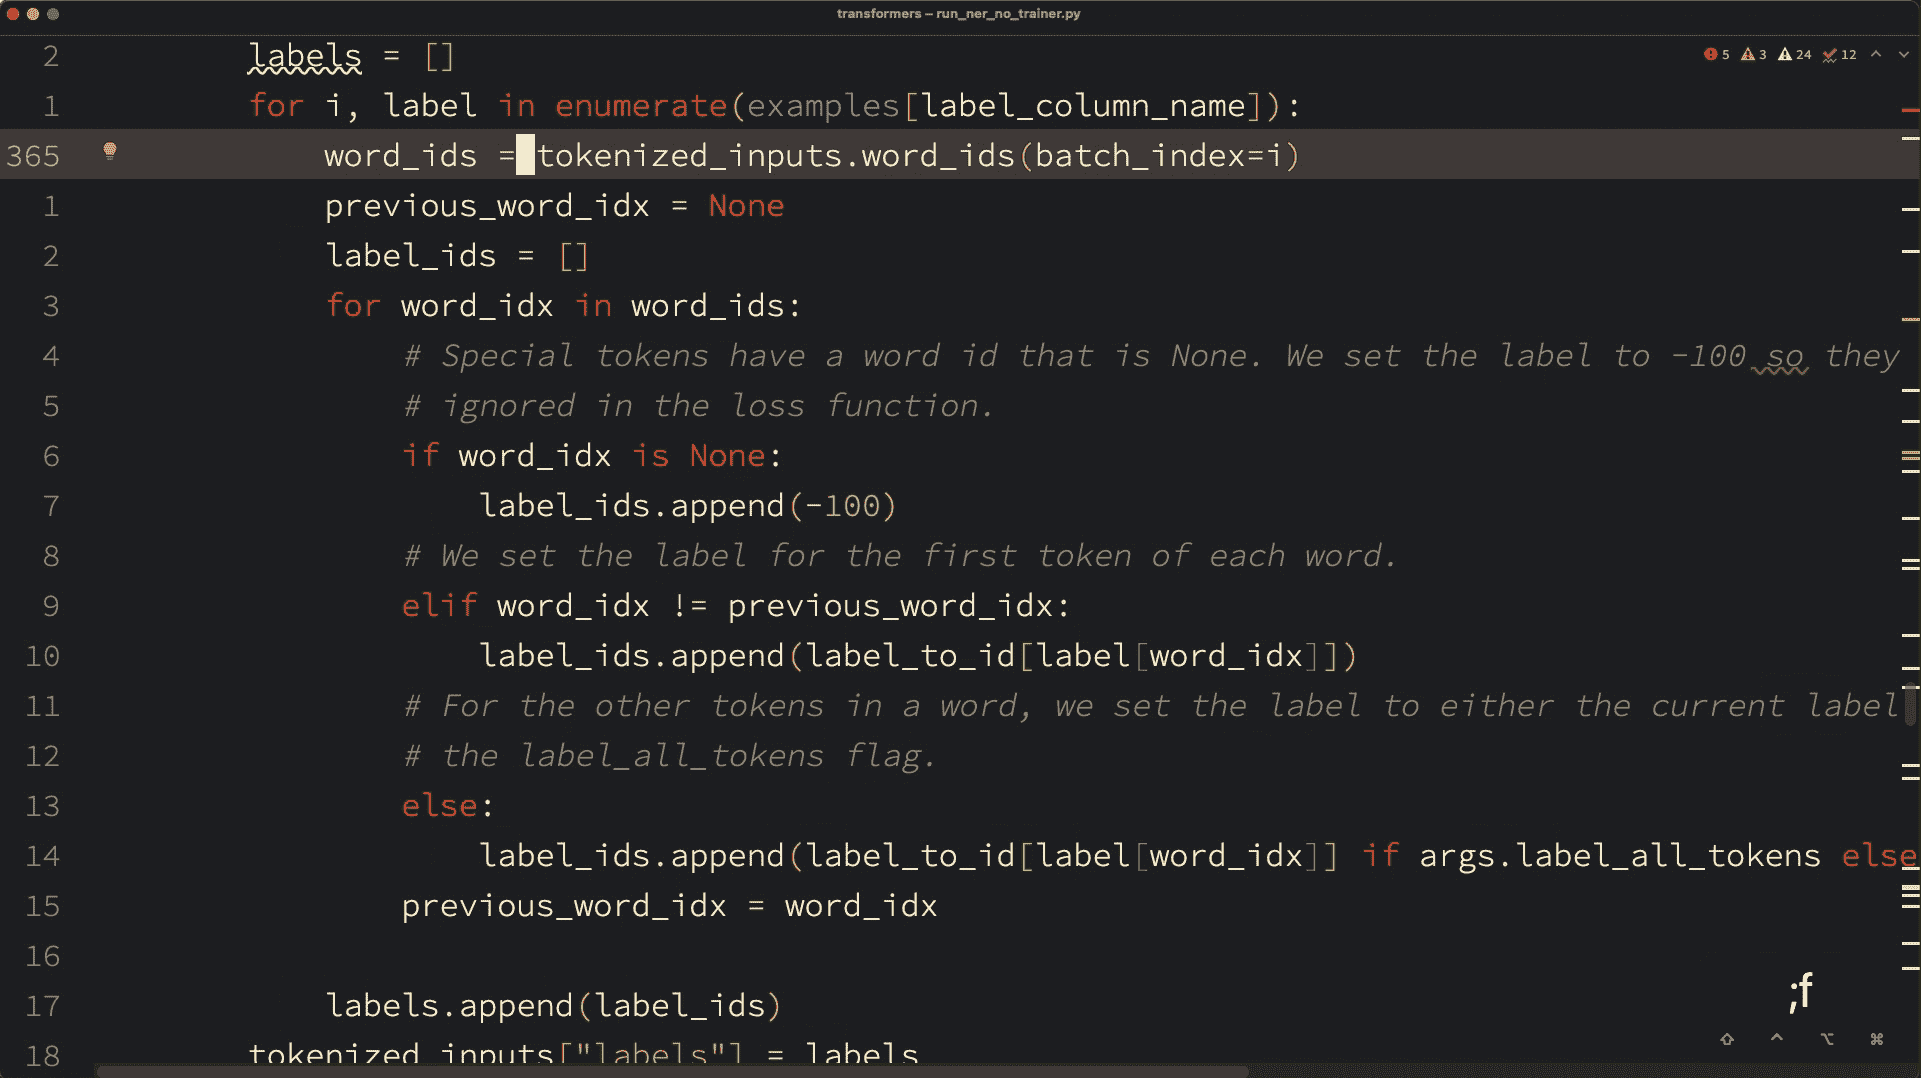 transformers – run_ner_no_trainer.py
5 3 24 12
2 labels = []
1 for i, label in enumerate(examples[label_column_name]):
365 word_ids = tokenized_inputs.word_ids(batch_index=i)
1 previous_word_idx = None
2 label_ids = []
3 for word_idx in word_ids:
4 # Special tokens have a word id that is None. We set the label to -100 so they
5 # ignored in the loss function.
6 if word_idx is None:
7 label_ids.append(-100)
8 # We set the label for the first token of each word.
9 elif word_idx != previous_word_idx:
10 label_ids.append(label_to_id[label[word_idx]])
11 # For the other tokens in a word, we set the label to either the current label
12 # the label_all_tokens flag.
13 else:
14 label_ids.append(label_to_id[label[word_idx]] if args.label_all_tokens else
15 previous_word_idx = word_idx
16
17 labels.append(label_ids)
18 tokenized_inputs["labels"] = labels
;f
⇧ ⌃ ⌥ ⌘